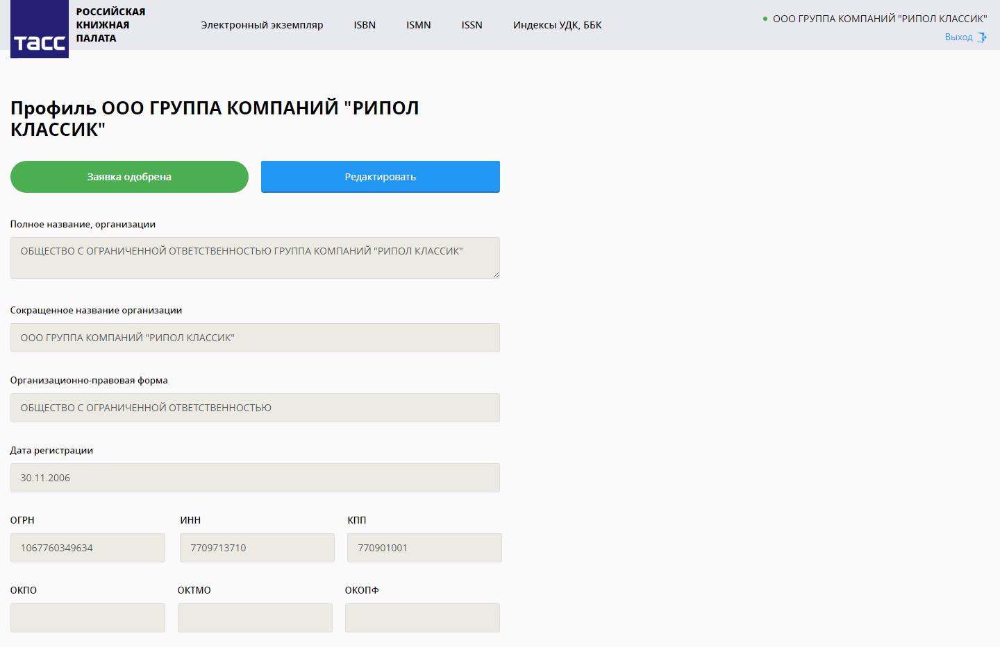 тасс
РОССИЙСКАЯ
КНИЖНАЯ
ПАЛАТА
Электронный экземпляр ISBN ISMN ISSN Индексы УДК, ББК
ООО ГРУППА КОМПАНИЙ "РИПОЛ КЛАССИК"
Выход
Профиль ООО ГРУППА КОМПАНИЙ "РИПОЛ
КЛАССИК"
Заявка одобрена Редактировать
Полное название, организации
ОБЩЕСТВО С ОГРАНИЧЕННОЙ ОТВЕТСТВЕННОСТЬЮ ГРУППА КОМПАНИЙ "РИПОЛ КЛАССИК"
Сокращенное название организации
ООО ГРУППА КОМПАНИЙ "РИПОЛ КЛАССИК"
Организационно-правовая форма
ОБЩЕСТВО С ОГРАНИЧЕННОЙ ОТВЕТСТВЕННОСТЬЮ
Дата регистрации
30.11.2006
ОГРН ИНН КПП
1067760349634 7709713710 770901001
ОКПО ОКТМО ОКОПФ